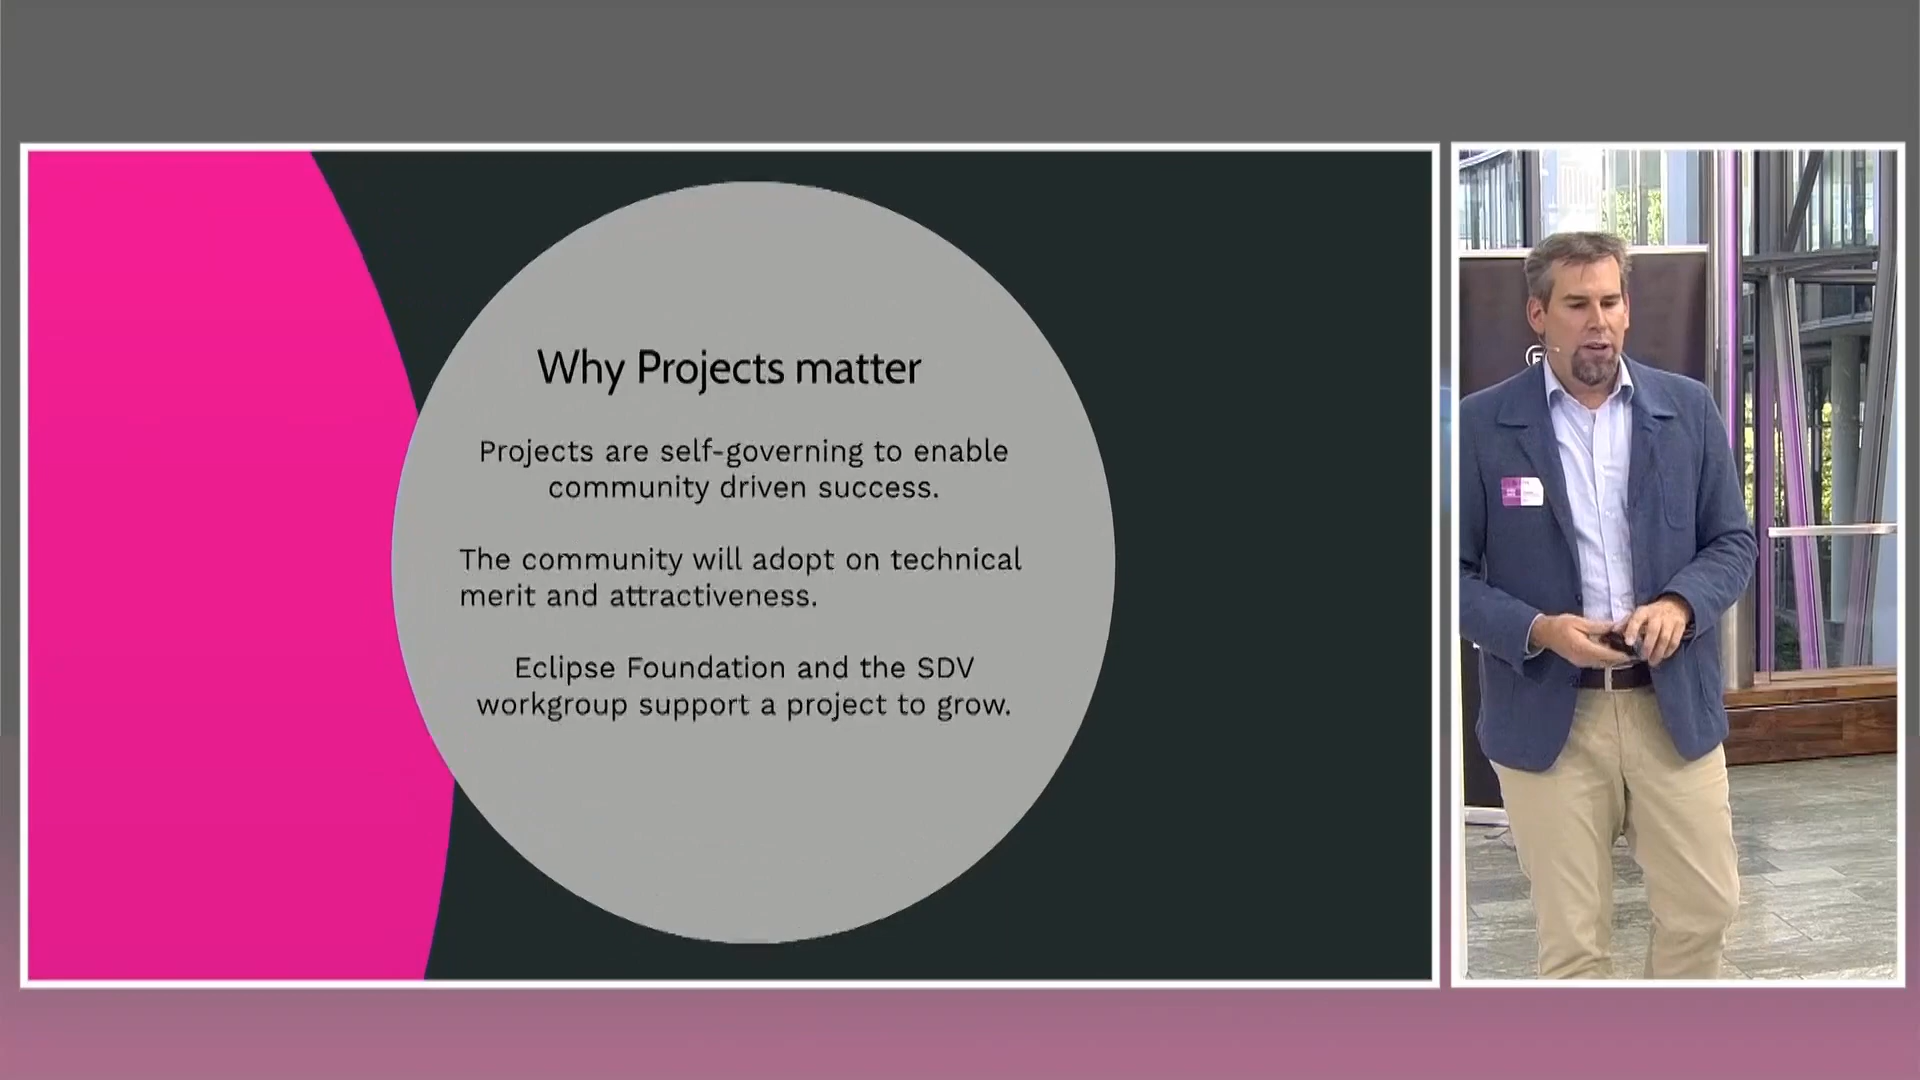 Why Projects matter
Projects are self-governing to enable
community driven success.
The community will adopt on technical
merit and attractiveness.
Eclipse Foundation and the SDV
workgroup support a project to grow.